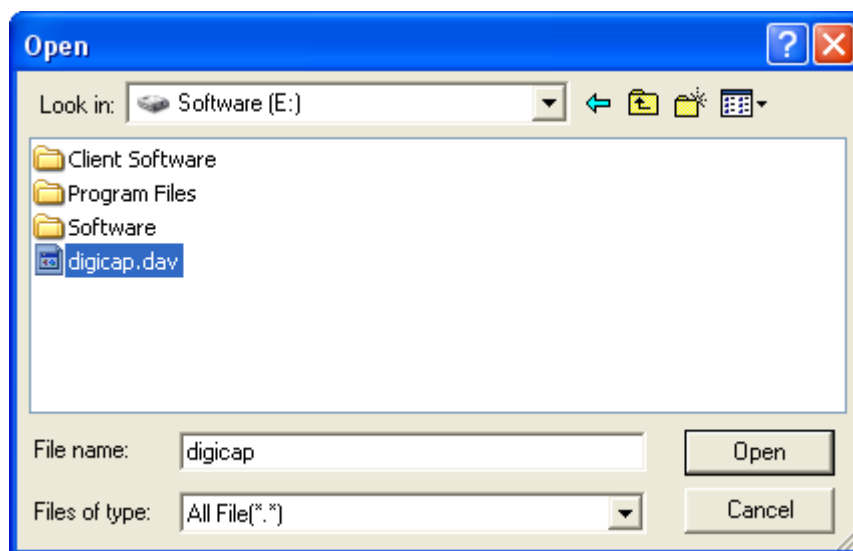 Open
Look in: Software (E:)
Client Software
Program Files
Software
digicap.dav
File name: digicap Open
Files of type: All File(*.*) Cancel